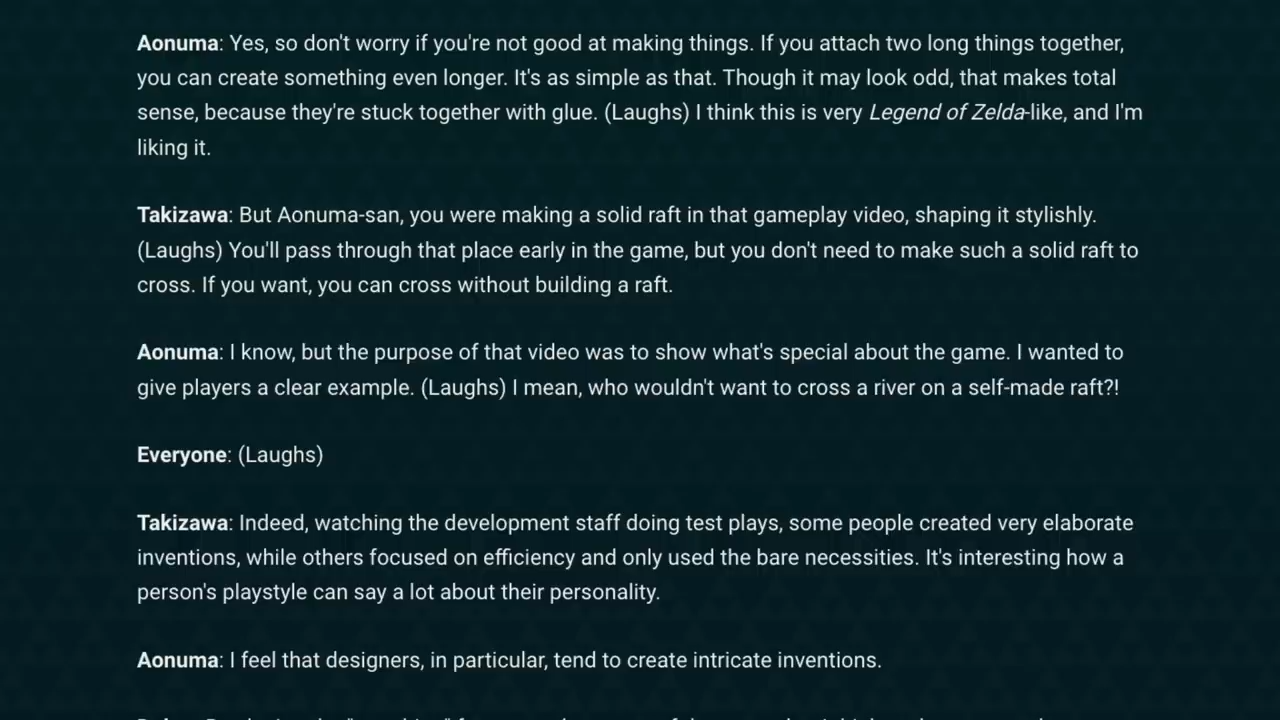 Aonuma: Yes, so don't worry if you're not good at making things. If you attach two long things together,
you can create something even longer. It's as simple as that. Though it may look odd, that makes total
sense, because they're stuck together with glue. (Laughs) I think this is very Legend of Zelda-like, and I'm
liking it.
Takizawa: But Aonuma-san, you were making a solid raft in that gameplay video, shaping it stylishly.
(Laughs) You'll pass through that place early in the game, but you don't need to make such a solid raft to
cross. If you want, you can cross without building a raft.
Aonuma: I know, but the purpose of that video was to show what's special about the game. I wanted to
give players a clear example. (Laughs) I mean, who wouldn't want to cross a river on a self-made raft?!
Everyone: (Laughs)
Takizawa: Indeed, watching the development staff doing test plays, some people created very elaborate
inventions, while others focused on efficiency and only used the bare necessities. It's interesting how a
person's playstyle can say a lot about their personality.
Aonuma: I feel that designers, in particular, tend to create intricate inventions.